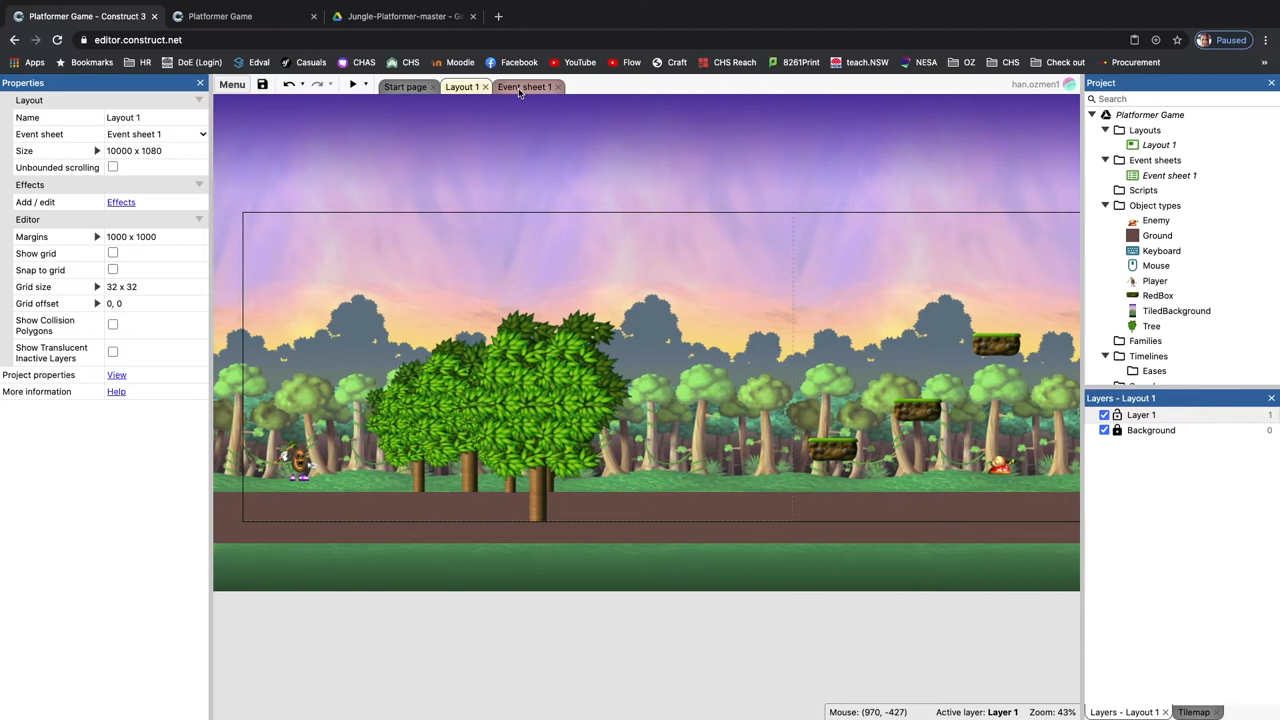 Platformer Game - Construct 3
Platformer Game
Jungle-Platformer-master - Go
editor.construct.net
Paused
Apps
Bookmarks
HR
DoE (Login)
Edval
Casuals
CHAS
CHS
Moodle
Facebook
YouTube
Flow
Craft
CHS Reach
8261Print
teach.NSW
NESA
OZ
CHS
Procurement
Properties
Menu
Start page
Layout 1
Event sheet 1
han.ozmen1
Project
Layout
Name Layout 1
Event sheet Event sheet 1
Size 10000 x 1080
Unbounded scrolling
Effects
Add / edit Effects
Editor
Margins 1000 x 1000
Show grid
Snap to grid
Grid size 32 x 32
Grid offset 0, 0
Show Collision
Polygons
Show Translucent
Inactive Layers
Project properties View
More information Help
Search
Platformer Game
Layouts
Layout 1
Event sheets
Event sheet 1
Scripts
Object types
Enemy
Ground
Keyboard
Mouse
Player
RedBox
TiledBackground
Tree
Families
Timelines
Eases
Layers - Layout 1
Layer 1 1
Background 0
Mouse: (970, -427) Active layer: Layer 1 Zoom: 43%
Layers - Layout 1
Tilemap